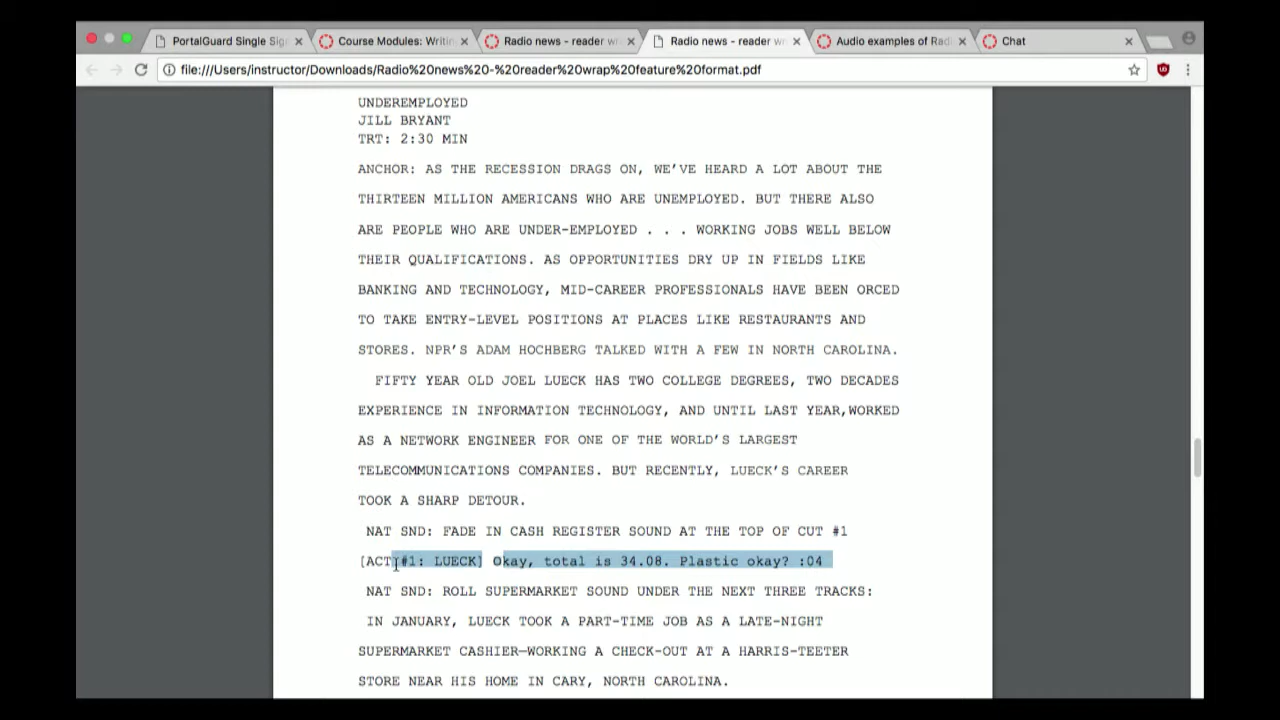 PortalGuard Single Sig
Course Modules: Writin
Radio news - reader wr
Radio news - reader wr
Audio examples of Rad
Chat
file:///Users/instructor/Downloads/Radio%20news%20-%20reader%20wrap%20feature%20format.pdf
UNDEREMPLOYED
JILL BRYANT
TRT: 2:30 MIN
ANCHOR: AS THE RECESSION DRAGS ON, WE'VE HEARD A LOT ABOUT THE
THIRTEEN MILLION AMERICANS WHO ARE UNEMPLOYED. BUT THERE ALSO
ARE PEOPLE WHO ARE UNDER-EMPLOYED . . . WORKING JOBS WELL BELOW
THEIR QUALIFICATIONS. AS OPPORTUNITIES DRY UP IN FIELDS LIKE
BANKING AND TECHNOLOGY, MID-CAREER PROFESSIONALS HAVE BEEN ORCED
TO TAKE ENTRY-LEVEL POSITIONS AT PLACES LIKE RESTAURANTS AND
STORES. NPR'S ADAM HOCHBERG TALKED WITH A FEW IN NORTH CAROLINA.
FIFTY YEAR OLD JOEL LUECK HAS TWO COLLEGE DEGREES, TWO DECADES
EXPERIENCE IN INFORMATION TECHNOLOGY, AND UNTIL LAST YEAR,WORKED
AS A NETWORK ENGINEER FOR ONE OF THE WORLD'S LARGEST
TELECOMMUNICATIONS COMPANIES. BUT RECENTLY, LUECK'S CAREER
TOOK A SHARP DETOUR.
NAT SND: FADE IN CASH REGISTER SOUND AT THE TOP OF CUT #1
[ACT #1: LUECK] Okay, total is 34.08. Plastic okay? :04
NAT SND: ROLL SUPERMARKET SOUND UNDER THE NEXT THREE TRACKS:
IN JANUARY, LUECK TOOK A PART-TIME JOB AS A LATE-NIGHT
SUPERMARKET CASHIER—WORKING A CHECK-OUT AT A HARRIS-TEETER
STORE NEAR HIS HOME IN CARY, NORTH CAROLINA.